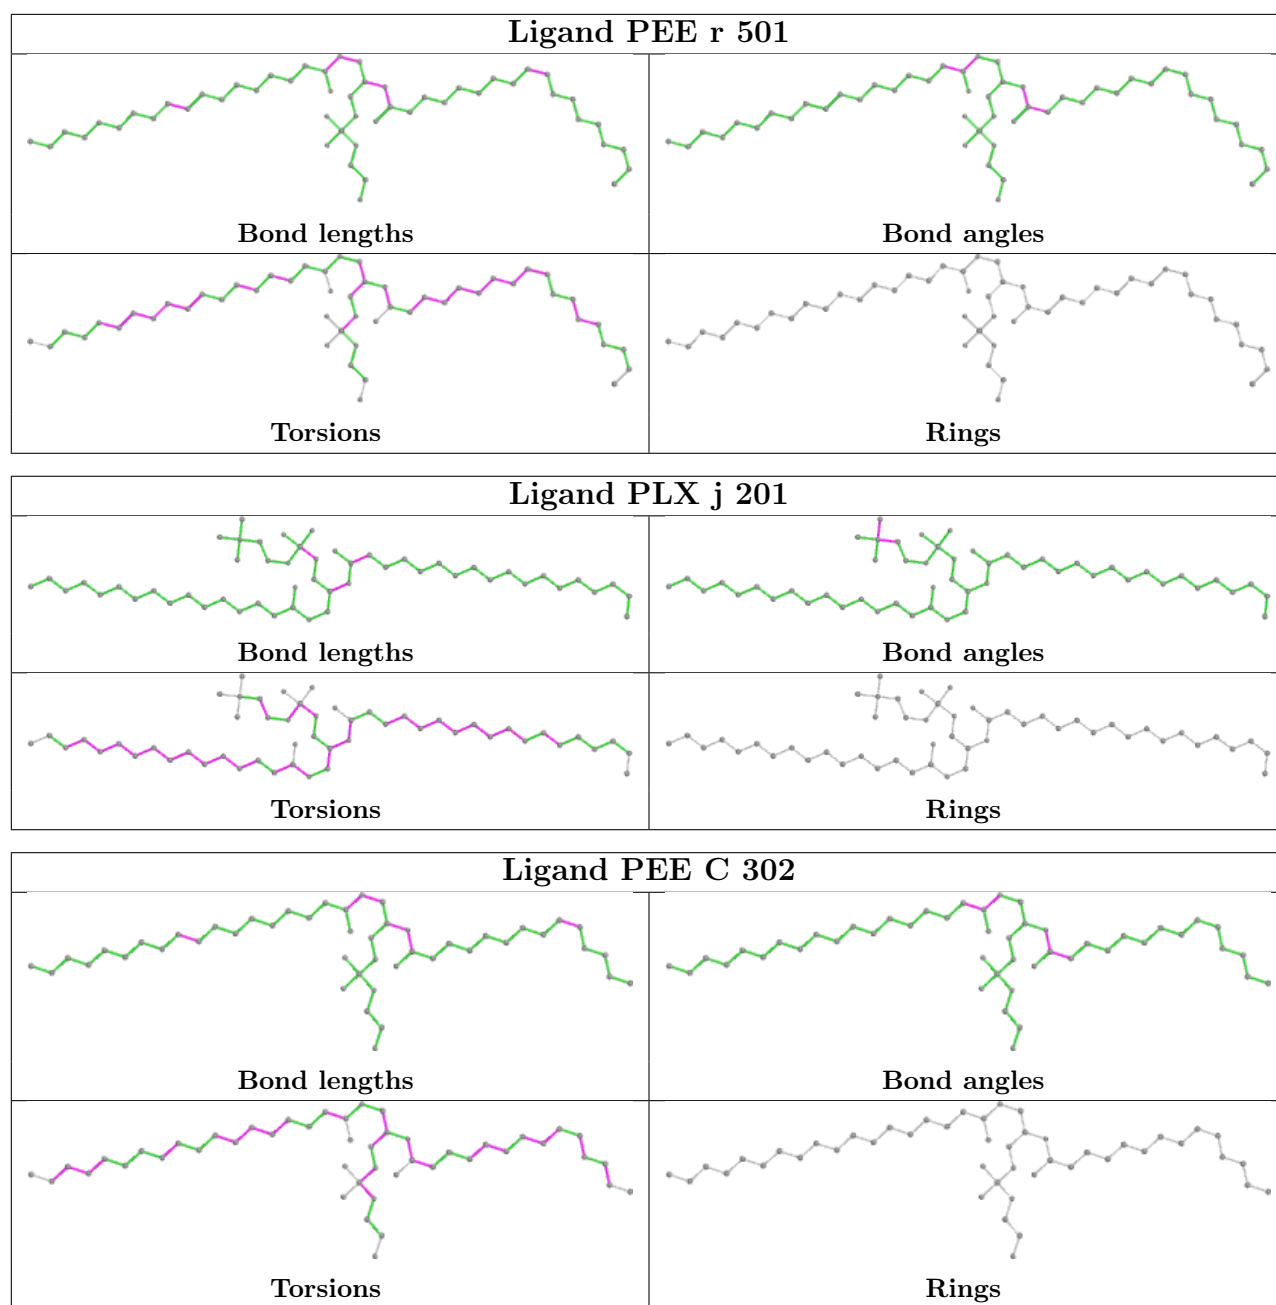 Ligand PEE r 501
Bond lengths
Bond angles
Torsions
Rings
Ligand PLX j 201
Bond lengths
Bond angles
Torsions
Rings
Ligand PEE C 302
Bond lengths
Bond angles
Torsions
Rings